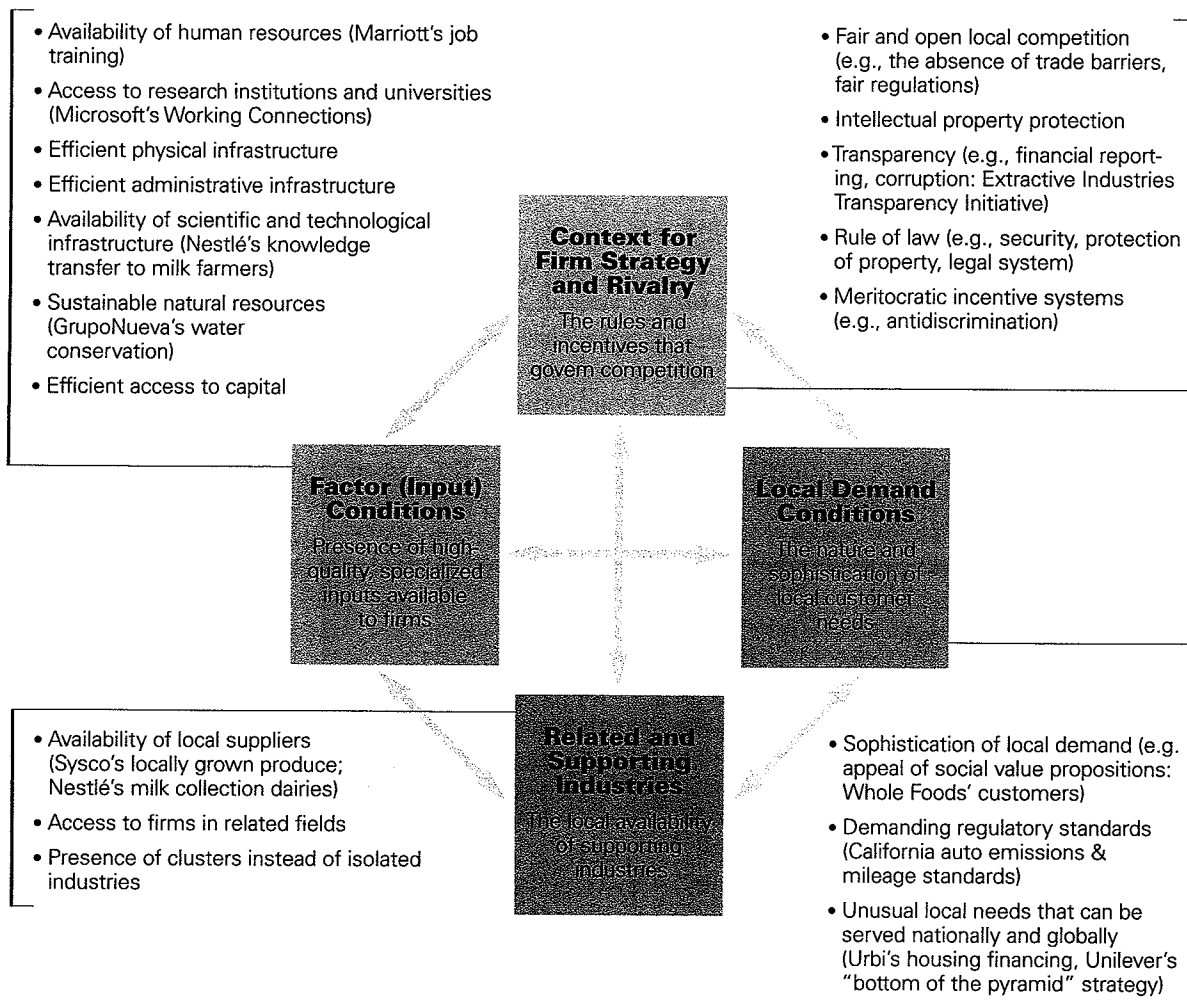 • Availability of human resources (Marriott's job
training)
• Access to research institutions and universities
(Microsoft's Working Connections)
• Efficient physical infrastructure
• Efficient administrative infrastructure
• Availability of scientific and technological
infrastructure (Nestlé's knowledge
transfer to milk farmers)
• Sustainable natural resources
(GrupoNueva's water
conservation)
• Efficient access to capital
• Fair and open local competition
(e.g., the absence of trade barriers,
fair regulations)
• Intellectual property protection
• Transparency (e.g., financial report-
ing, corruption: Extractive Industries
Transparency Initiative)
• Rule of law (e.g., security, protection
of property, legal system)
• Meritocratic incentive systems
(e.g., antidiscrimination)
Context for
Firm Strategy
and Rivalry
The rules and
incentives that
govern competition
Factor (Input)
Conditions
Presence of high-
quality, specialized
inputs available
to firms
Local Demand
Conditions
The nature and
sophistication of
local customer
needs
Related and
Supporting
Industries
The local availability
of supporting
industries
• Availability of local suppliers
(Sysco's locally grown produce;
Nestlé's milk collection dairies)
• Access to firms in related fields
• Presence of clusters instead of isolated
industries
• Sophistication of local demand (e.g.
appeal of social value propositions:
Whole Foods' customers)
• Demanding regulatory standards
(California auto emissions &
mileage standards)
• Unusual local needs that can be
served nationally and globally
(Urbi's housing financing, Unilever's
"bottom of the pyramid" strategy)